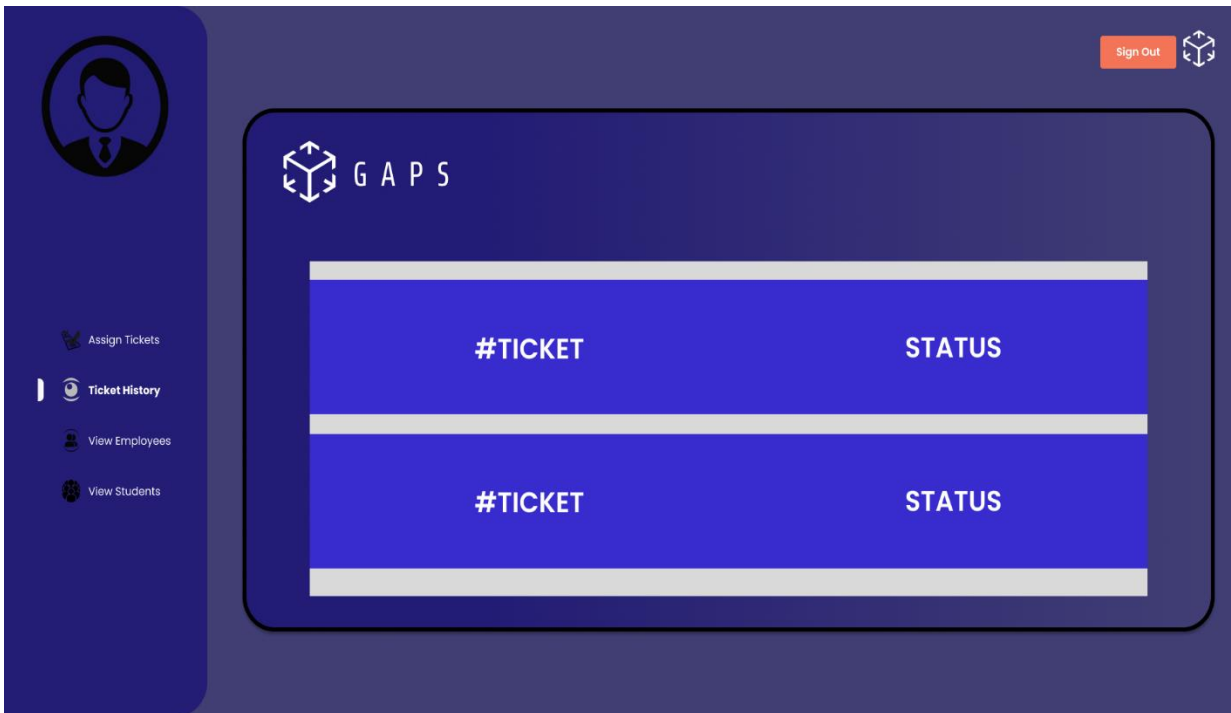 Sign Out
GAPS
#TICKET STATUS
#TICKET STATUS
Assign Tickets
Ticket History
View Employees
View Students